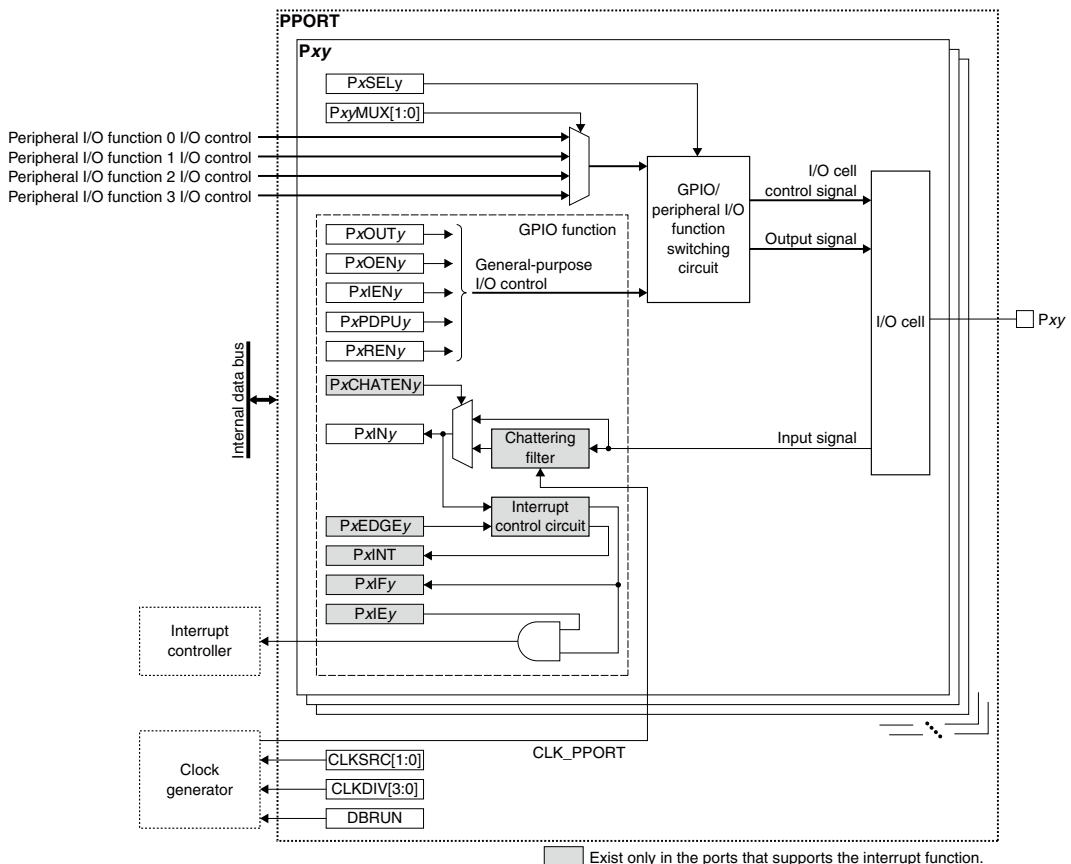 PPORT
Pxy
PxSELy
PxyMUX[1:0]
Peripheral I/O function 0 I/O control
Peripheral I/O function 1 I/O control
Peripheral I/O function 2 I/O control
Peripheral I/O function 3 I/O control
GPIO/
peripheral I/O
function
switching
circuit
I/O cell
control signal
Output signal
I/O cell
Pxy
GPIO function
PxOUTy
PxOENy
PxIENy
PxPDPUy
PxRENy
General-purpose
I/O control
Internal data bus
PxCHATENy
PxINy
Chattering
filter
Input signal
Interrupt
control circuit
PxEDGEy
PxINT
PxIFy
PxIEy
Interrupt
controller
Clock
generator
CLK_PPORT
CLKSRC[1:0]
CLKDIV[3:0]
DBRUN
Exist only in the ports that supports the interrupt function.